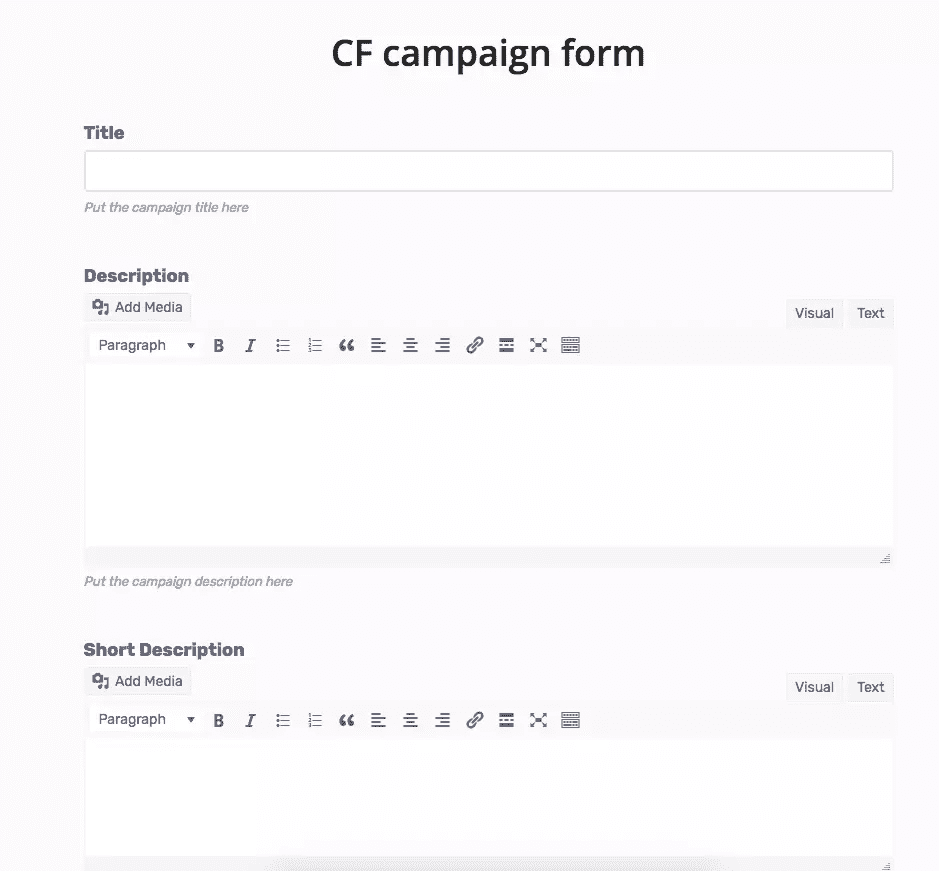 CF campaign form
Title
Put the campaign title here
Description
Add Media
Visual Text
Paragraph B I
Put the campaign description here
Short Description
Add Media
Visual Text
Paragraph B I